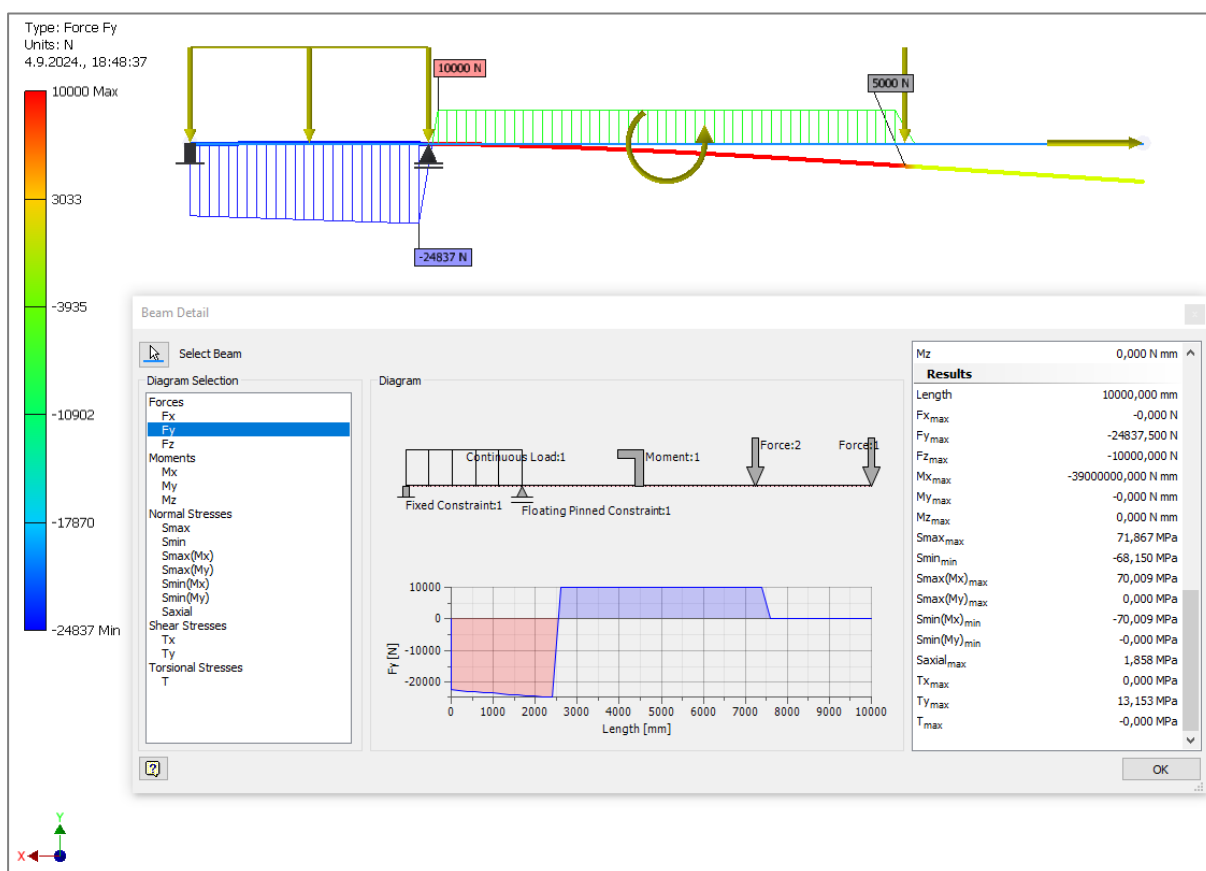 Type: Force Fy
Units: N
4.9.2024., 18:48:37
10000 Max
3033
-3935
-10902
-17870
-24837 Min
10000 N
5000 N
-24837 N
Beam Detail
Select Beam
Diagram Selection
Forces
Fx
Fy
Fz
Moments
Mx
My
Mz
Normal Stresses
Smax
Smin
Smax(Mx)
Smax(My)
Smin(Mx)
Smin(My)
Saxial
Shear Stresses
Tx
Ty
Torsional Stresses
T
Diagram
Continuous Load:1
Moment:1
Force:2
Force:1
Fixed Constraint:1
Floating Pinned Constraint:1
Fy [N]
10000
0
-10000
-20000
0 1000 2000 3000 4000 5000 6000 7000 8000 9000 10000
Length [mm]
Mz 0,000 N mm
Results
Length 10000,000 mm
Fxmax -0,000 N
Fymax -24837,500 N
Fzmax -10000,000 N
Mxmax -39000000,000 N mm
Mymax -0,000 N mm
Mzmax 0,000 N mm
Smaxmax 71,867 MPa
Sminmin -68,150 MPa
Smax(Mx)max 70,009 MPa
Smax(My)max 0,000 MPa
Smin(Mx)min -70,009 MPa
Smin(My)min -0,000 MPa
Saxialmax 1,858 MPa
Txmax 0,000 MPa
Tymax 13,153 MPa
Tmax -0,000 MPa
OK
Y
X